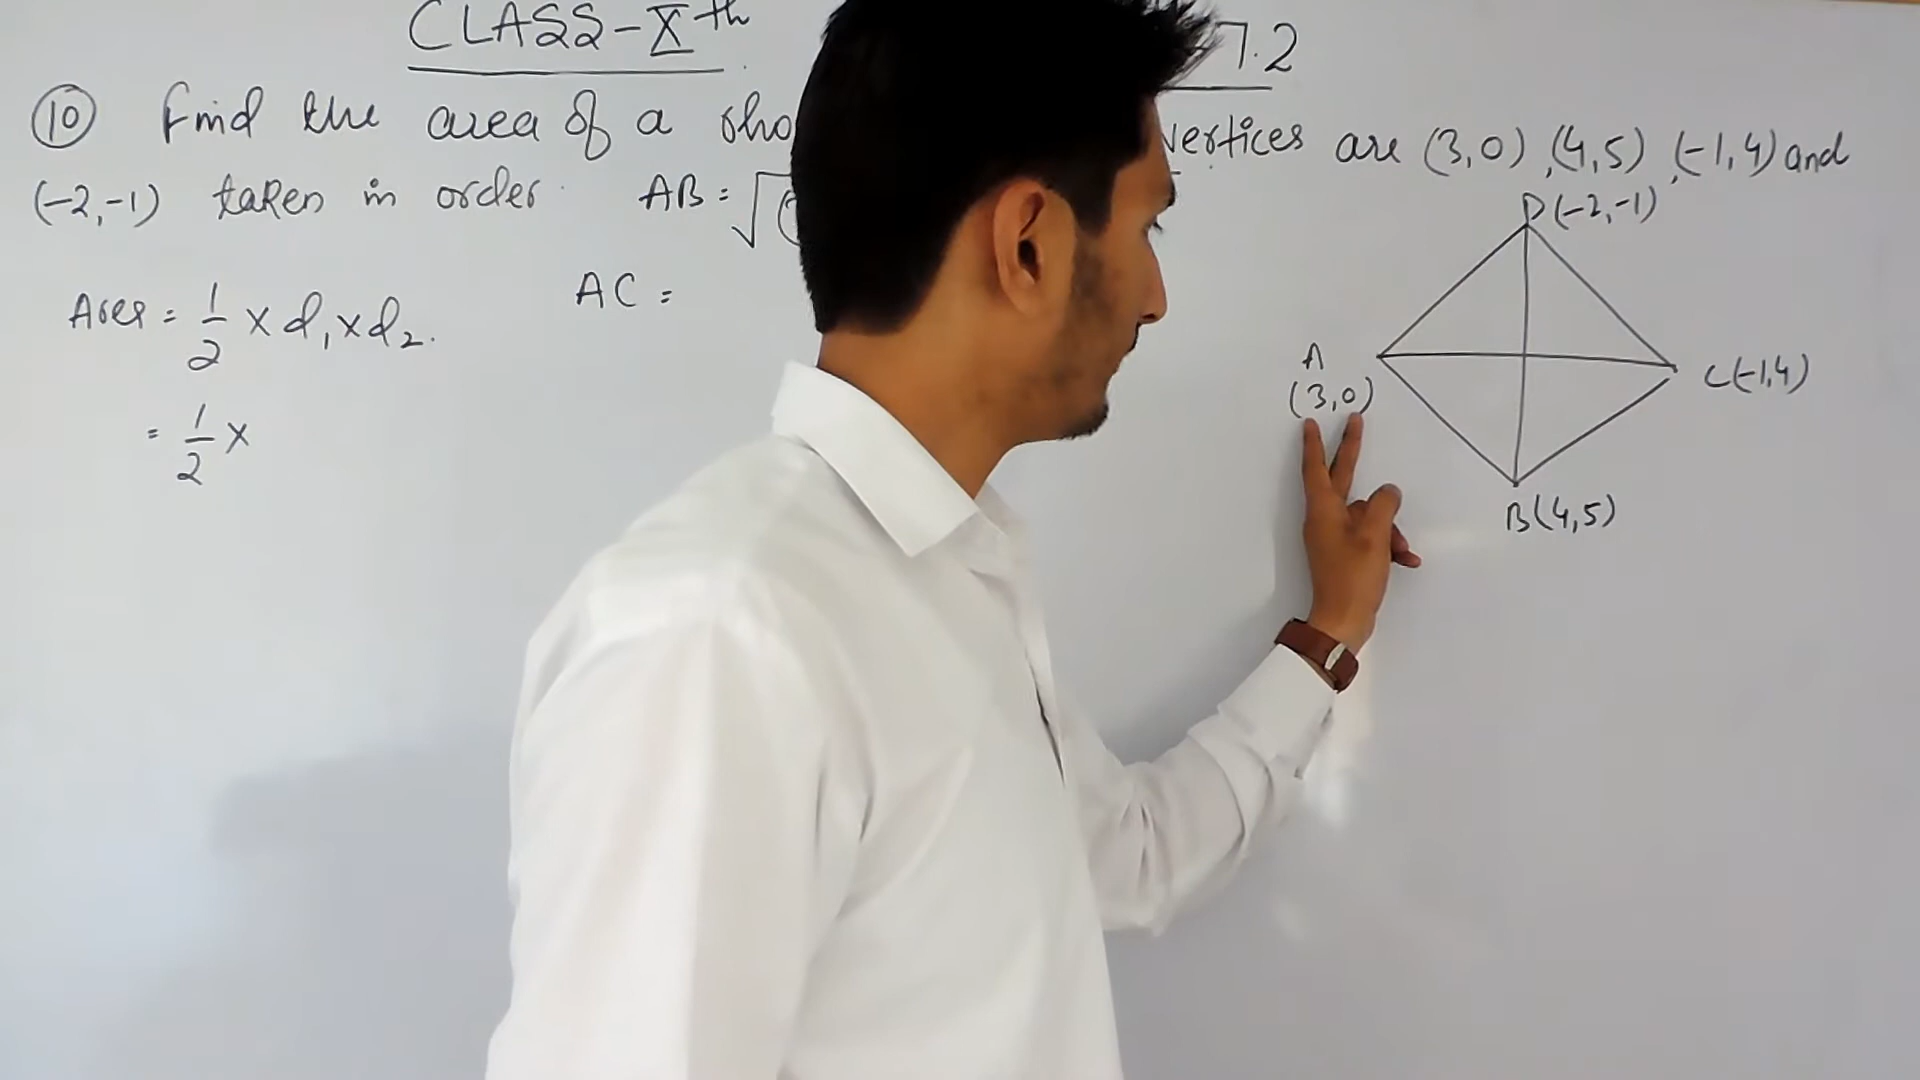 CLASS-Xth 7.2
10 Find the area of a vertices are (3,0), (4,5), (-1,4) and
(-2,-1) taken in order. AB = √(
D(-2,-1)
Area = 1/2 x d1 x d2.
AC =
A
(3,0)
C(-1,4)
= 1/2 x
B(4,5)